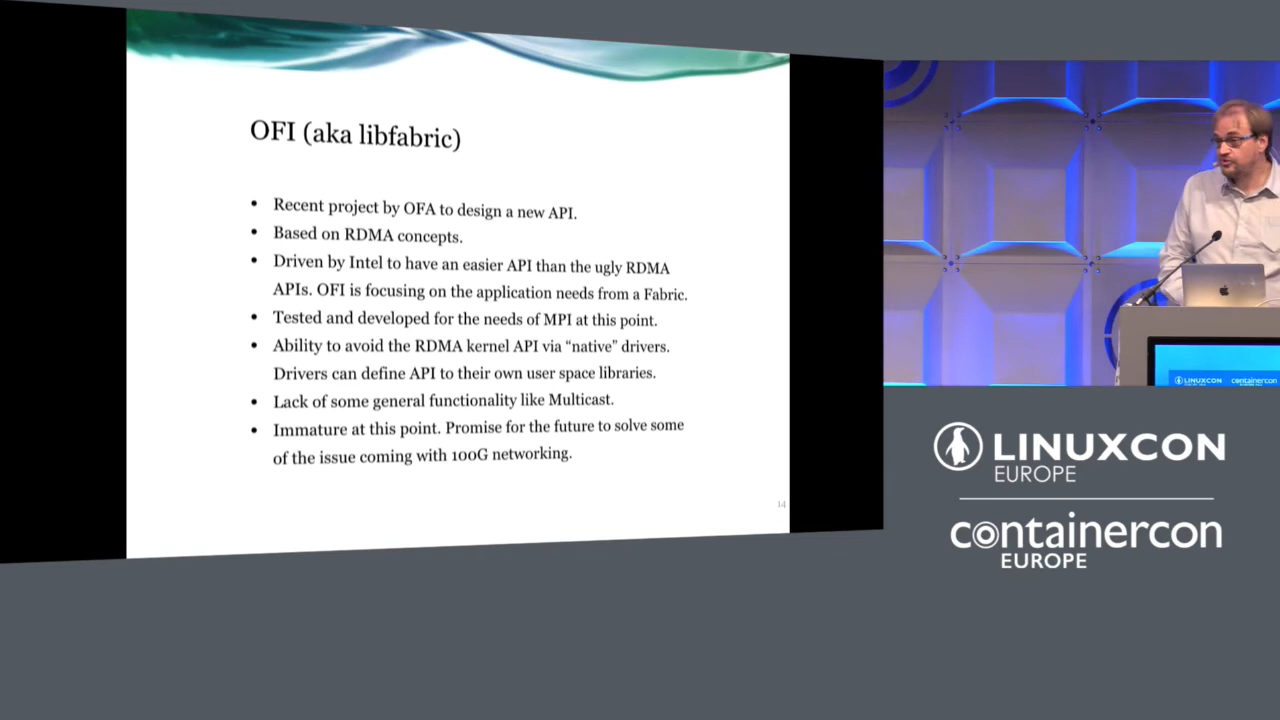 OFI (aka libfabric)
• Recent project by OFA to design a new API.
• Based on RDMA concepts.
• Driven by Intel to have an easier API than the ugly RDMA
APIs. OFI is focusing on the application needs from a Fabric.
• Tested and developed for the needs of MPI at this point.
• Ability to avoid the RDMA kernel API via “native” drivers.
Drivers can define API to their own user space libraries.
• Lack of some general functionality like Multicast.
• Immature at this point. Promise for the future to solve some
of the issue coming with 100G networking.
14
LINUXCON
containercon
LINUXCON
EUROPE
containercon
EUROPE